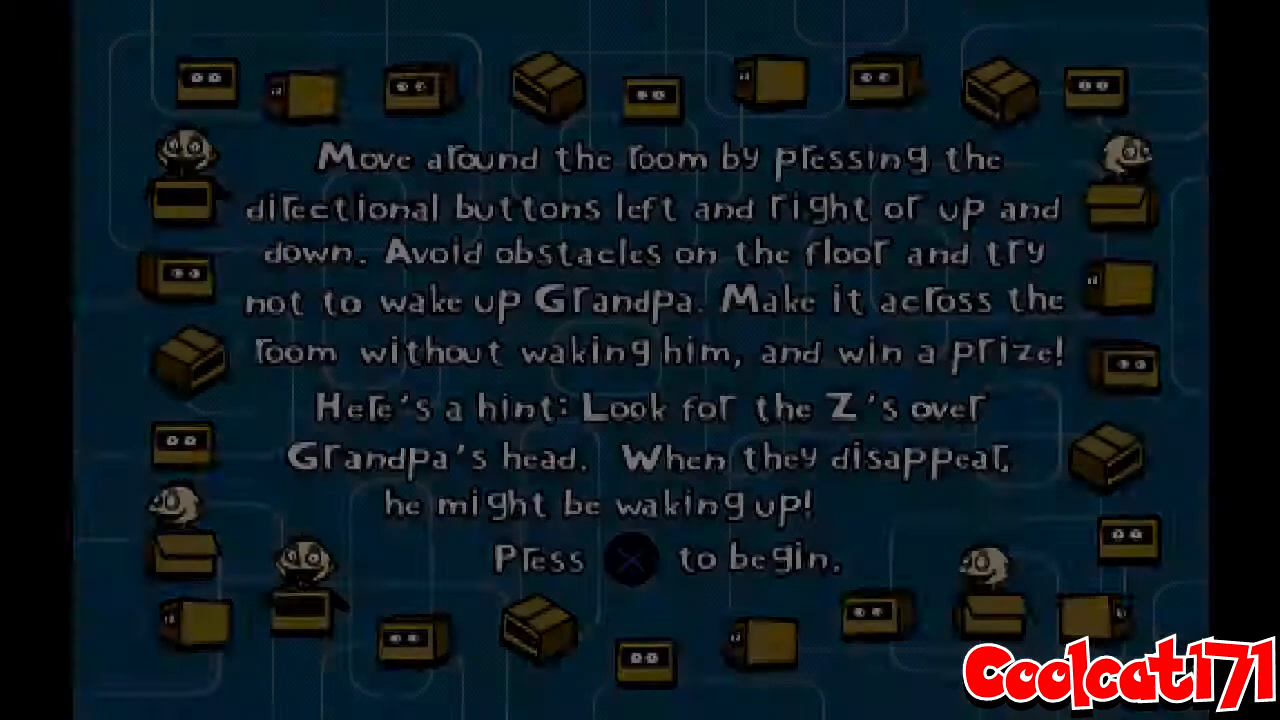 Move around the room by pressing the
directional buttons left and right or up and
down. Avoid obstacles on the floor and try
not to wake up Grandpa. Make it across the
room without waking him, and win a prize!
Here's a hint: Look for the Z's over
Grandpa's head. When they disappear,
he might be waking up!
Press to begin.
Coolcat171